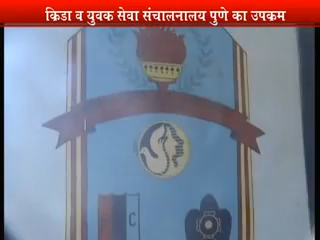 क्रिडा व युवक सेवा संचालनालय पुणे का उपक्रम
C